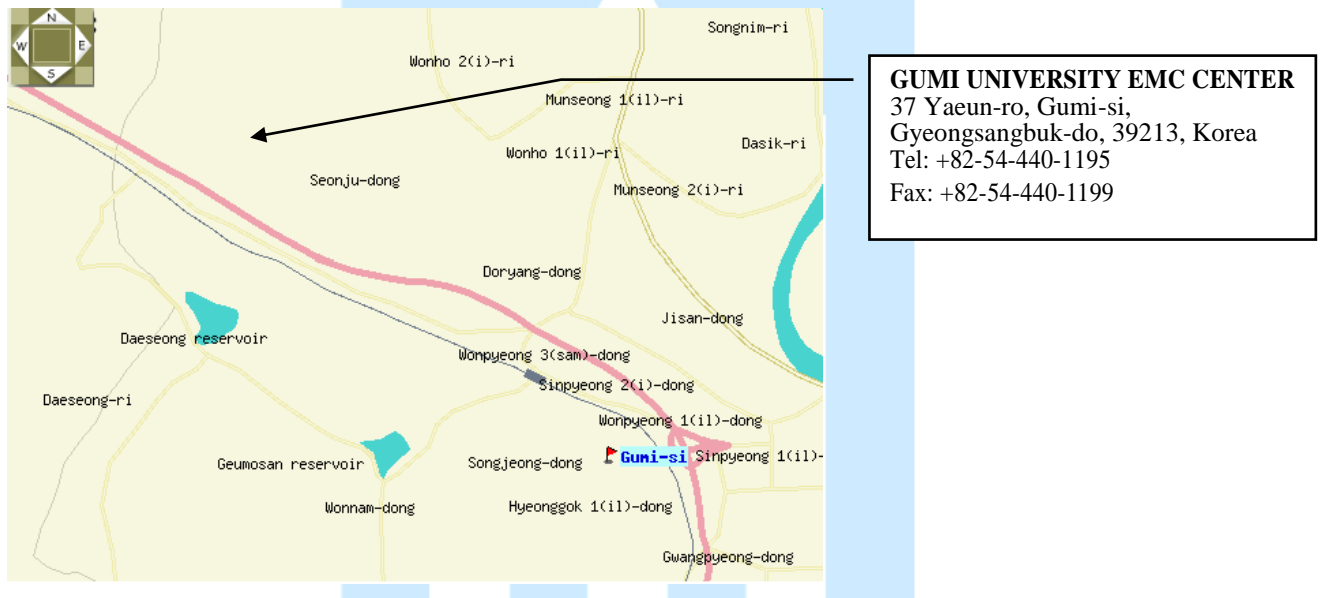 N
W
E
S
Songnim-ri
Wonho 2(i)-ri
Munseong 1(il)-ri
Dasik-ri
Wonho 1(il)-ri
Seonju-dong
Munseong 2(i)-ri
Doryang-dong
Jisan-dong
Daeseong reservoir
Wonpyeong 3(sam)-dong
Sinpyeong 2(i)-dong
Daeseong-ri
Wonpyeong 1(il)-dong
Geumosan reservoir
Songjeong-dong
Gumi-si
Sinpyeong 1(il)-
Wonnam-dong
Hyeonggok 1(il)-dong
Gwangpyeong-dong
GUMI UNIVERSITY EMC CENTER
37 Yaeun-ro, Gumi-si,
Gyeongsangbuk-do, 39213, Korea
Tel: +82-54-440-1195
Fax: +82-54-440-1199